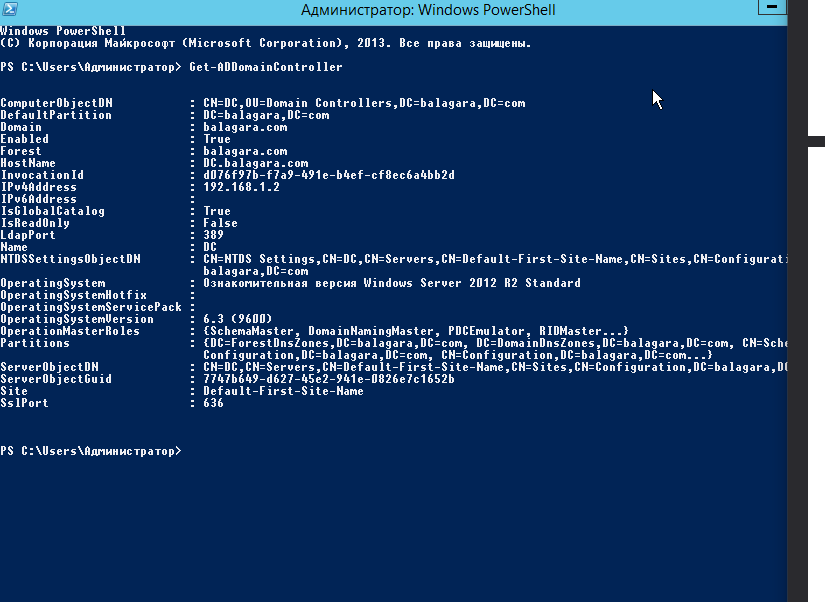 Администратор: Windows PowerShell
Windows PowerShell
(C) Корпорация Майкрософт (Microsoft Corporation), 2013. Все права защищены.
PS C:\Users\Администратор> Get-ADDomainController
ComputerObjectDN : CN=DC,OU=Domain Controllers,DC=balagara,DC=com
DefaultPartition : DC=balagara,DC=com
Domain : balagara.com
Enabled : True
Forest : balagara.com
HostName : DC.balagara.com
InvocationId : d076f97b-f7a9-491e-b4ef-cf8ec6a4bb2d
IPv4Address : 192.168.1.2
IPv6Address :
IsGlobalCatalog : True
IsReadOnly : False
LdapPort : 389
Name : DC
NTDSSettingsObjectDN : CN=NTDS Settings,CN=DC,CN=Servers,CN=Default-First-Site-Name,CN=Sites,CN=Configurati
balagara,DC=com
OperatingSystem : Ознакомительная версия Windows Server 2012 R2 Standard
OperatingSystemHotfix :
OperatingSystemServicePack :
OperatingSystemVersion : 6.3 (9600)
OperationMasterRoles : {SchemaMaster, DomainNamingMaster, PDCEmulator, RIDMaster...}
Partitions : {DC=ForestDnsZones,DC=balagara,DC=com, DC=DomainDnsZones,DC=balagara,DC=com, CN=Sche
Configuration,DC=balagara,DC=com, CN=Configuration,DC=balagara,DC=com...}
ServerObjectDN : CN=DC,CN=Servers,CN=Default-First-Site-Name,CN=Sites,CN=Configuration,DC=balagara,DC
ServerObjectGuid : 7747b649-d627-45e2-941e-0826e7c1652b
Site : Default-First-Site-Name
SslPort : 636
PS C:\Users\Администратор>